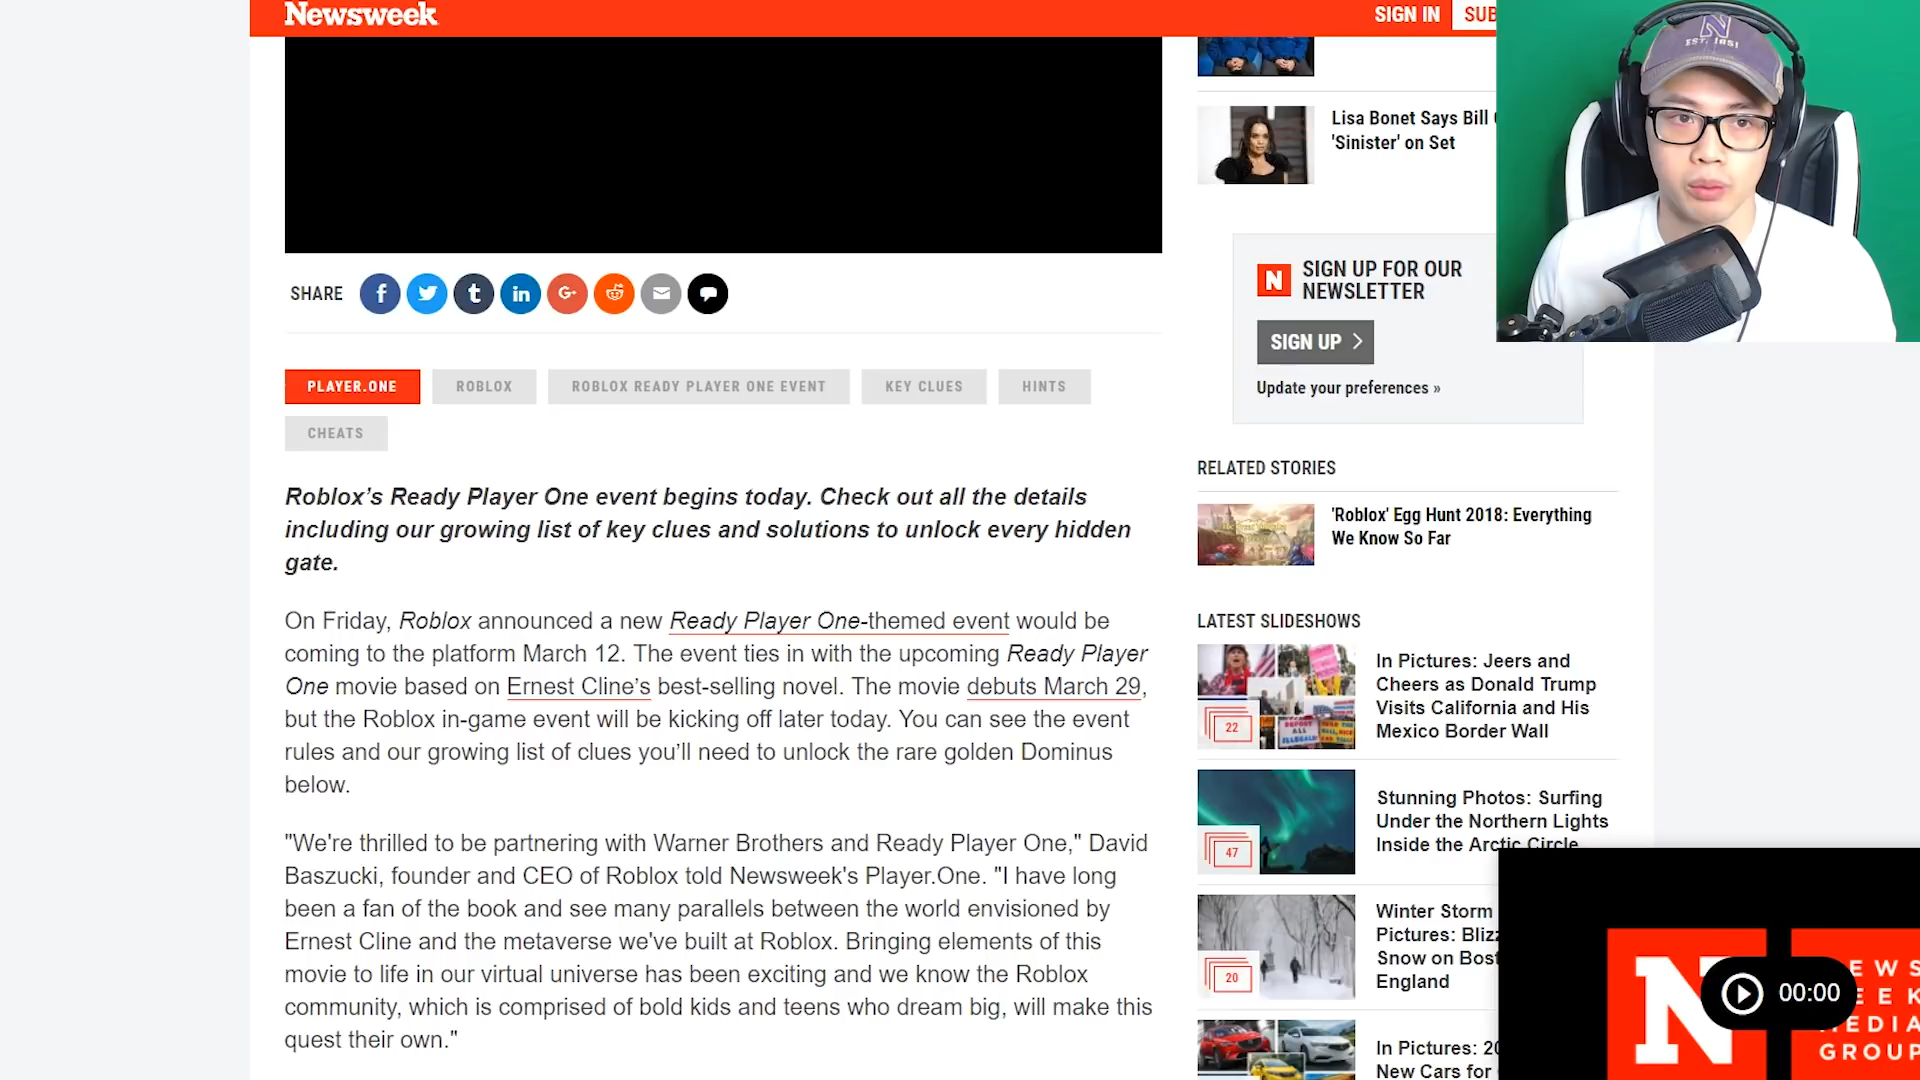 Newsweek
SIGN IN
SUB
N
EST. 1851
Lisa Bonet Says Bill
'Sinister' on Set
SHARE
SIGN UP FOR OUR
NEWSLETTER
SIGN UP
Update your preferences »
PLAYER.ONE
ROBLOX
ROBLOX READY PLAYER ONE EVENT
KEY CLUES
HINTS
CHEATS
Roblox’s Ready Player One event begins today. Check out all the details
including our growing list of key clues and solutions to unlock every hidden
gate.
On Friday, Roblox announced a new Ready Player One-themed event would be
coming to the platform March 12. The event ties in with the upcoming Ready Player
One movie based on Ernest Cline’s best-selling novel. The movie debuts March 29,
but the Roblox in-game event will be kicking off later today. You can see the event
rules and our growing list of clues you’ll need to unlock the rare golden Dominus
below.
"We're thrilled to be partnering with Warner Brothers and Ready Player One," David
Baszucki, founder and CEO of Roblox told Newsweek's Player.One. "I have long
been a fan of the book and see many parallels between the world envisioned by
Ernest Cline and the metaverse we've built at Roblox. Bringing elements of this
movie to life in our virtual universe has been exciting and we know the Roblox
community, which is comprised of bold kids and teens who dream big, will make this
quest their own."
RELATED STORIES
'Roblox' Egg Hunt 2018: Everything
We Know So Far
LATEST SLIDESHOWS
22
In Pictures: Jeers and
Cheers as Donald Trump
Visits California and His
Mexico Border Wall
47
Stunning Photos: Surfing
Under the Northern Lights
Inside the Arctic Circle
20
Winter Storm
Pictures: Bliz
Snow on Bost
England
In Pictures: 20
New Cars for
N
00:00
EWS
EEK
MEDIA
GROUP